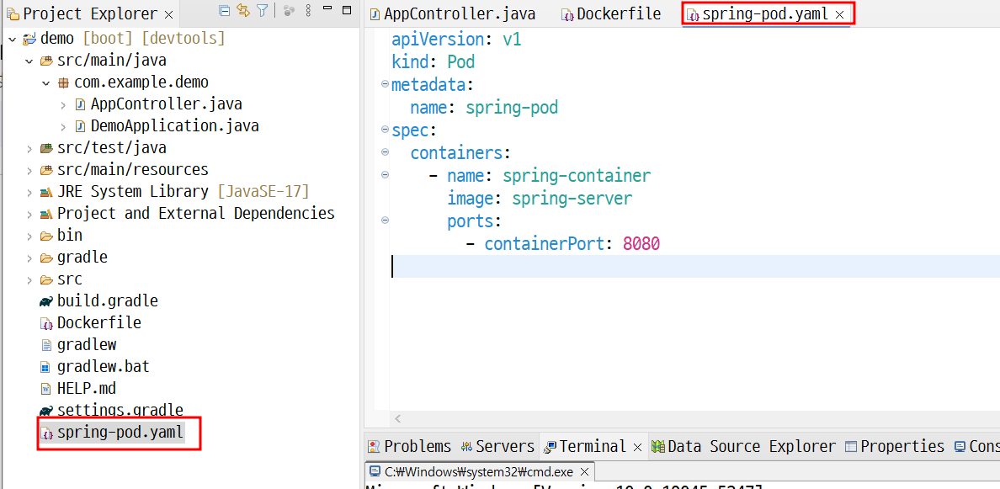 Project Explorer
demo [boot] [devtools]
src/main/java
com.example.demo
AppController.java
DemoApplication.java
src/test/java
src/main/resources
JRE System Library [JavaSE-17]
Project and External Dependencies
bin
gradle
src
build.gradle
Dockerfile
gradlew
gradlew.bat
HELP.md
settings.gradle
spring-pod.yaml
AppController.java Dockerfile spring-pod.yaml
apiVersion: v1
kind: Pod
metadata:
  name: spring-pod
spec:
  containers:
    - name: spring-container
      image: spring-server
      ports:
        - containerPort: 8080
Problems Servers Terminal Data Source Explorer Properties Cons
C:₩Windows₩system32₩cmd.exe